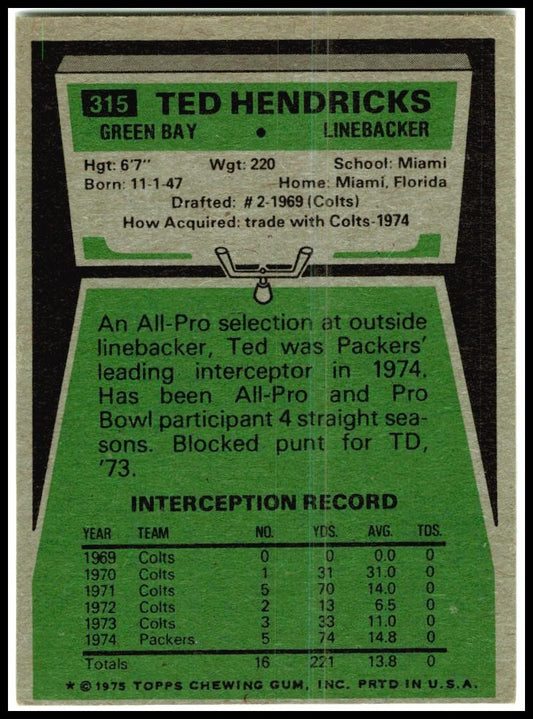 315 TED HENDRICKS
GREEN BAY • LINEBACKER
Hgt: 6'7" Wgt: 220 School: Miami
Born: 11-1-47 Home: Miami, Florida
Drafted: #2-1969 (Colts)
How Acquired: trade with Colts-1974
An All-Pro selection at outside
linebacker, Ted was Packers'
leading interceptor in 1974.
Has been All-Pro and Pro
Bowl participant 4 straight sea-
sons. Blocked punt for TD,
'73.
INTERCEPTION RECORD
YEAR TEAM NO. YDS. AVG. TDS.
1969 Colts 0 0 0.0 0
1970 Colts 1 31 31.0 0
1971 Colts 5 70 14.0 0
1972 Colts 2 13 6.5 0
1973 Colts 3 33 11.0 0
1974 Packers 5 74 14.8 0
Totals 16 221 13.8 0
* © 1975 TOPPS CHEWING GUM, INC. PRTD IN U.S.A.